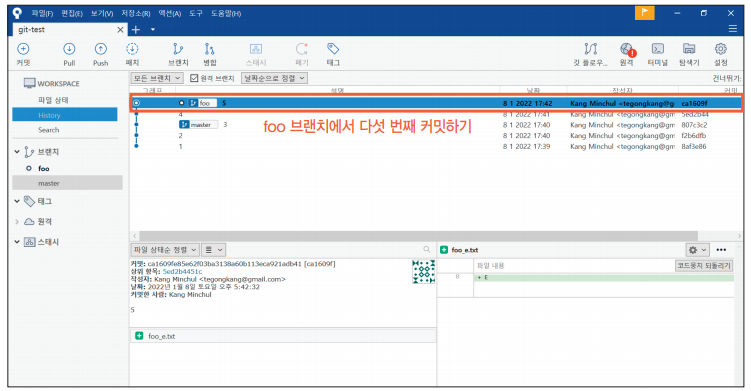 파일(F) 편집(E) 보기(V) 저장소(R) 액션(A) 도구 도움말(H)
git-test
커밋 Pull Push 패치 브랜치 병합 스태시 폐기 태그 깃 플로우... 원격 터미널 탐색기 설정
모든 브랜치 원격 브랜치 날짜순으로 정렬 건너뛰기:
그래프 설명 날짜 작성자 커밋
foo 5 8 1 2022 17:42 Kang Minchul <tegongkang@g ca1609f
4 8 1 2022 17:41 Kang Minchul <tegongkang@gm 5ed2b44
master 3 8 1 2022 17:40 Kang Minchul <tegongkang@gm 807c3c2
2 8 1 2022 17:40 Kang Minchul <tegongkang@gm f2b6dfb
1 8 1 2022 17:39 Kang Minchul <tegongkang@gm 8af3e86
foo 브랜치에서 다섯 번째 커밋하기
WORKSPACE
파일 상태
History
Search
브랜치
foo
master
태그
원격
스태시
파일 상태순 정렬
커밋: ca1609fe85e62f03ba3138a60b113eca921adb41 [ca1609f]
상위 항목: 5ed2b4451c
작성자: Kang Minchul <tegongkang@gmail.com>
날짜: 2022년 1월 8일 토요일 오후 5:42:32
커밋한 사람: Kang Minchul
5
foo_e.txt
foo_e.txt
파일 내용 코드뭉치 되돌리기
+ E